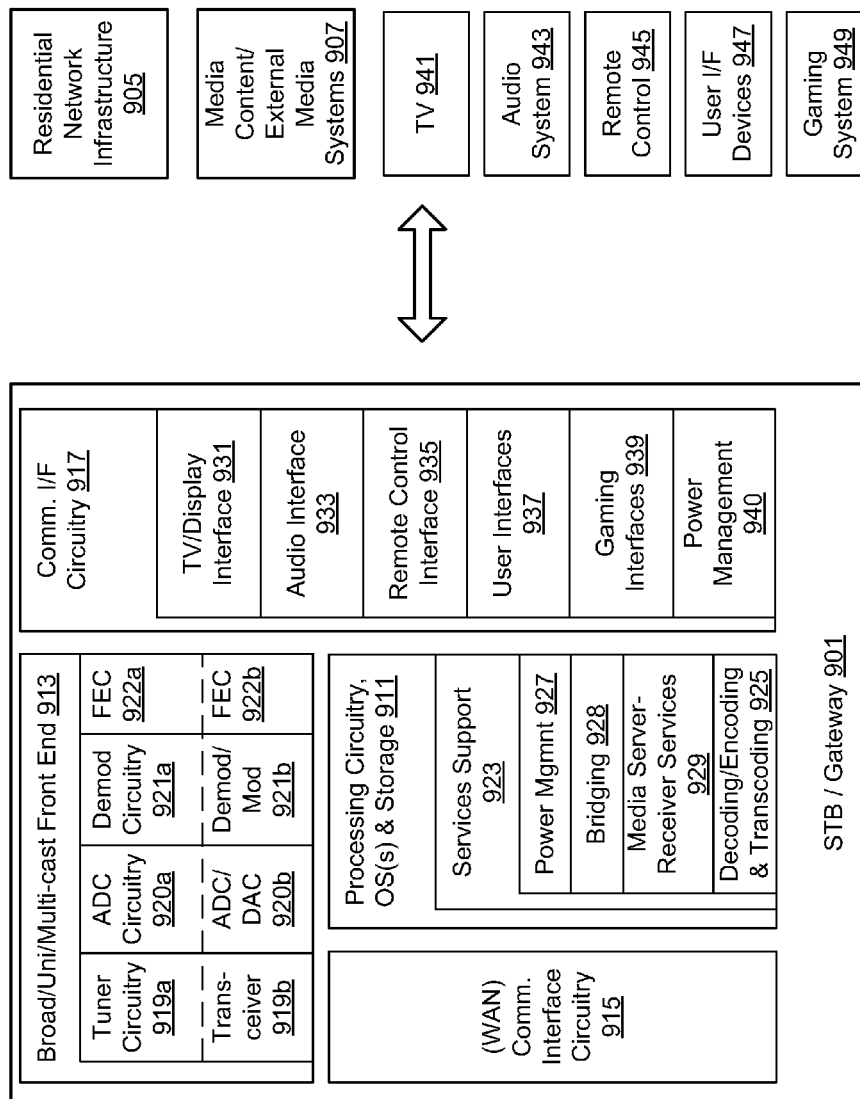 Broad/Uni/Multi-cast Front End 913
Tuner
Circuitry
919a
ADC
Circuitry
920a
Demod
Circuitry
921a
FEC
922a
Trans-
ceiver
919b
ADC/
DAC
920b
Demod/
Mod
921b
FEC
922b
(WAN)
Comm.
Interface
Circuitry
915
Processing Circuitry,
OS(s) & Storage 911
Services Support
923
Power Mgmnt 927
Bridging 928
Media Server-
Receiver Services
929
Decoding/Encoding
& Transcoding 925
Comm. I/F
Circuitry 917
TV/Display
Interface 931
Audio Interface
933
Remote Control
Interface 935
User Interfaces
937
Gaming
Interfaces 939
Power
Management
940
STB / Gateway 901
Residential
Network
Infrastructure
905
Media
Content/
External
Media
Systems 907
TV 941
Audio
System 943
Remote
Control 945
User I/F
Devices 947
Gaming
System 949